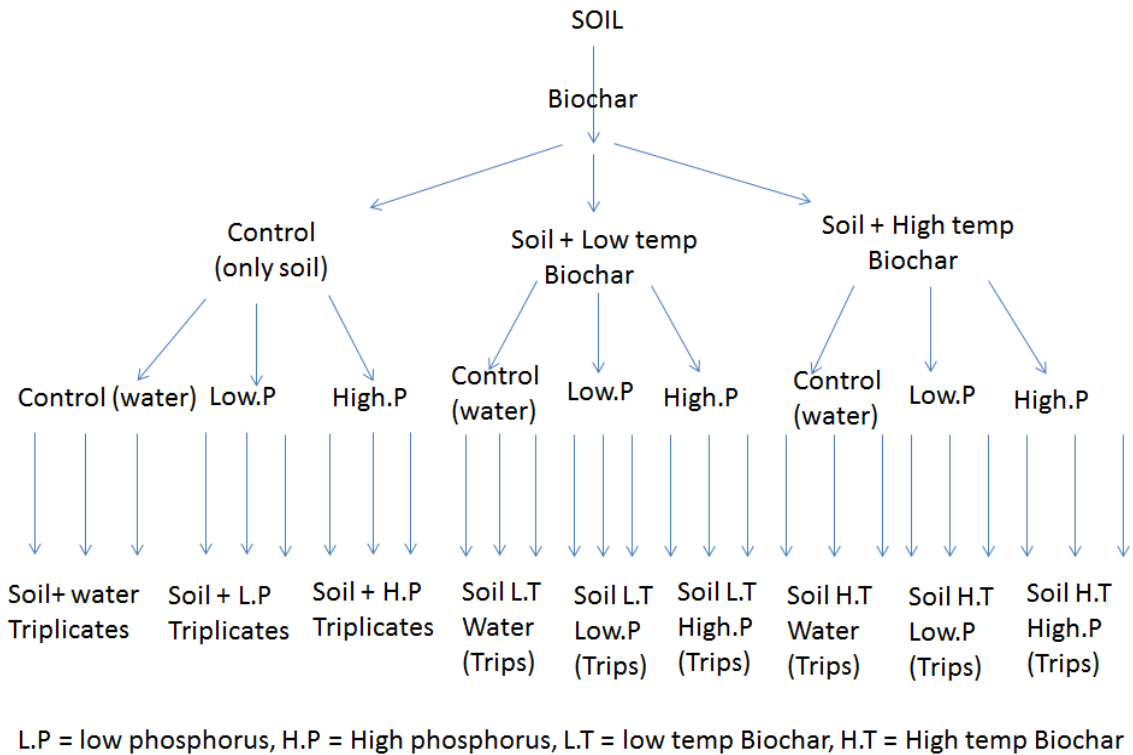 SOIL
Biochar
Control
(only soil)
Soil + Low temp
Biochar
Soil + High temp
Biochar
Control (water)
Low.P
High.P
Control
(water)
Low.P
High.P
Control
(water)
Low.P
High.P
Soil+ water
Triplicates
Soil + L.P
Triplicates
Soil + H.P
Triplicates
Soil L.T
Water
(Trips)
Soil L.T
Low.P
(Trips)
Soil L.T
High.P
(Trips)
Soil H.T
Water
(Trips)
Soil H.T
Low.P
(Trips)
Soil H.T
High.P
(Trips)
L.P = low phosphorus, H.P = High phosphorus, L.T = low temp Biochar, H.T = High temp Biochar